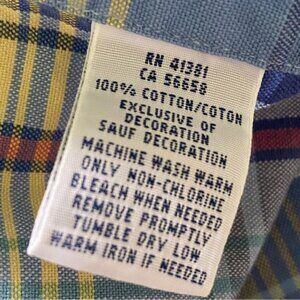 RN 41381
CA 56658
100% COTTON/COTON
EXCLUSIVE OF
DECORATION
SAUF DECORATION
MACHINE WASH WARM
ONLY NON-CHLORINE
BLEACH WHEN NEEDED
REMOVE PROMPTLY
TUMBLE DRY LOW
WARM IRON IF NEEDED